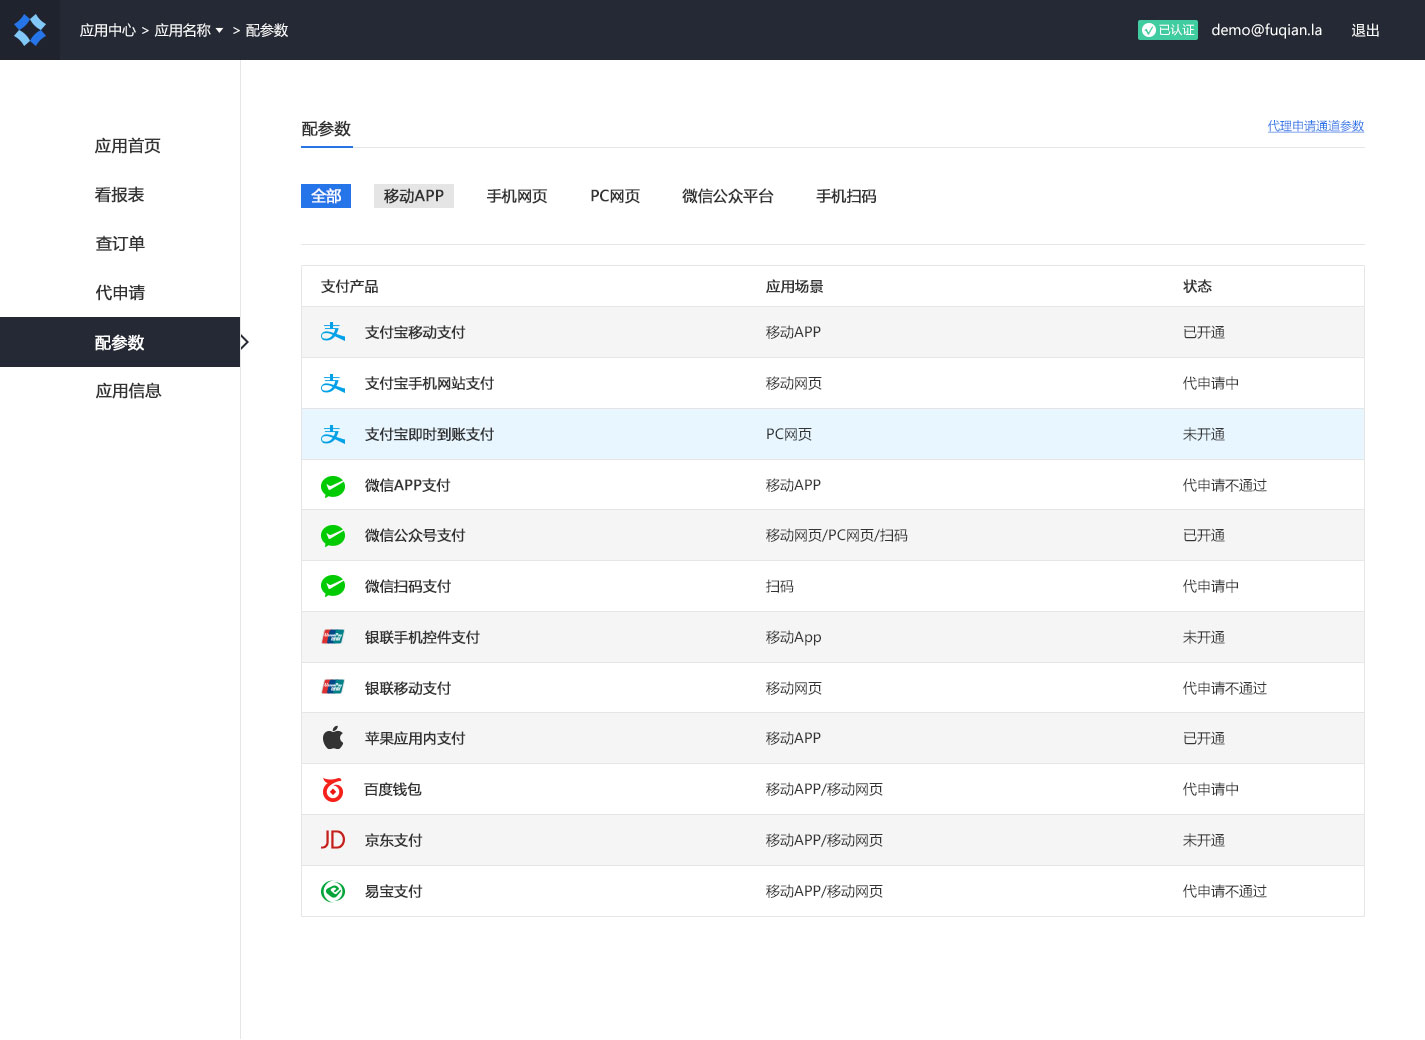 应用中心 > 应用名称 > 配参数
已认证 demo@fuqian.la 退出
应用首页
看报表
查订单
代申请
配参数
应用信息
配参数 代理申请通道参数
全部 移动APP 手机网页 PC网页 微信公众平台 手机扫码
支付产品 应用场景 状态
支 支付宝移动支付 移动APP 已开通
支 支付宝手机网站支付 移动网页 代申请中
支 支付宝即时到账支付 PC网页 未开通
微信APP支付 移动APP 代申请不通过
微信公众号支付 移动网页/PC网页/扫码 已开通
微信扫码支付 扫码 代申请中
银联手机控件支付 移动App 未开通
银联移动支付 移动网页 代申请不通过
苹果应用内支付 移动APP 已开通
百度钱包 移动APP/移动网页 代申请中
JD 京东支付 移动APP/移动网页 未开通
易宝支付 移动APP/移动网页 代申请不通过